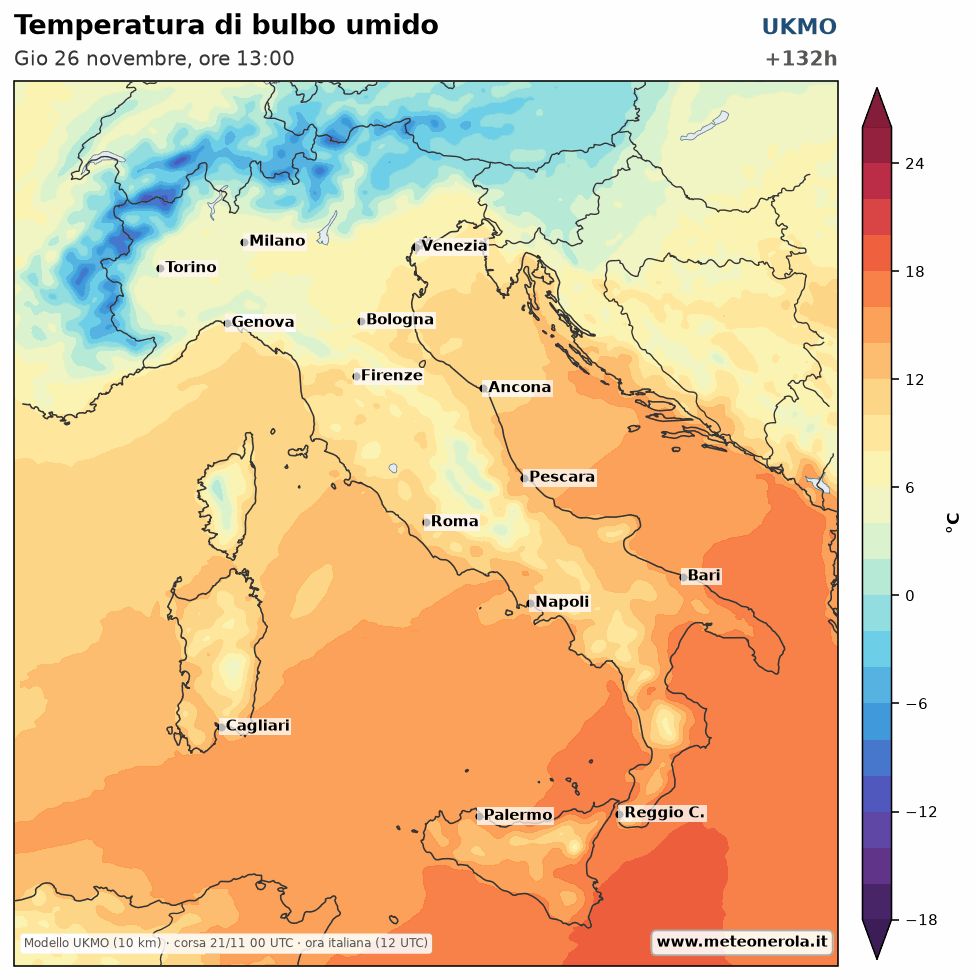 Temperatura di bulbo umido
UKMO
Gio 26 novembre, ore 13:00
+132h
Milano
Venezia
Torino
Genova
Bologna
Firenze
Ancona
Pescara
Roma
Bari
Napoli
Cagliari
Palermo
Reggio C.
24
18
12
6
0
−6
−12
−18
°C
Modello UKMO (10 km) · corsa 21/11 00 UTC · ora italiana (12 UTC)
www.meteonerola.it